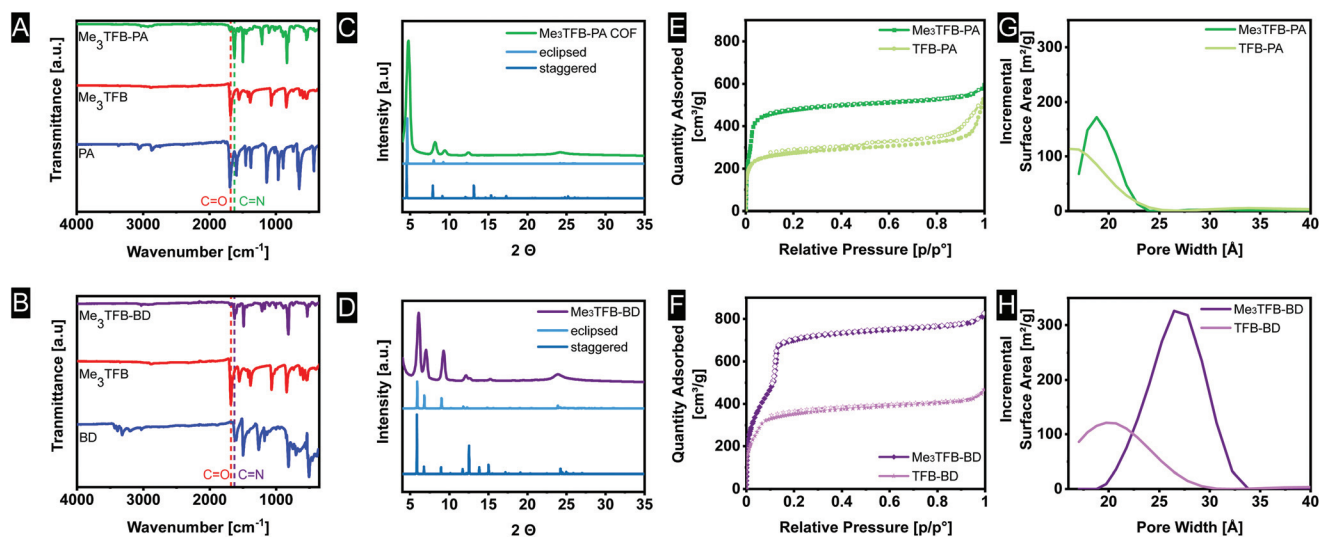 A
Me₃TFB-PA
Me₃TFB
PA
C=O
C=N
Transmittance [a.u.]
4000
3000
2000
1000
Wavenumber [cm⁻¹]
C
Me₃TFB-PA COF
eclipsed
staggered
Intensity [a.u]
5
10
15
20
25
30
35
2 Θ
E
Me₃TFB-PA
TFB-PA
Quantity Adsorbed
[cm³/g]
800
600
400
200
0
0
0.2
0.4
0.6
0.8
1
Relative Pressure [p/p°]
G
Me₃TFB-PA
TFB-PA
Incremental
Surface Area [m²/g]
300
200
100
0
20
25
30
35
40
Pore Width [Å]
B
Me₃TFB-BD
Me₃TFB
BD
C=O
C=N
Tranmittance [a.u.]
4000
3000
2000
1000
Wavenumber [cm⁻¹]
D
Me₃TFB-BD
eclipsed
staggered
Intensity [a.u.]
5
10
15
20
25
30
35
2 Θ
F
Me₃TFB-BD
TFB-BD
Quantity Adsorbed
[cm³/g]
800
600
400
200
0
0
0.2
0.4
0.6
0.8
1
Relative Pressure [p/p°]
H
Me₃TFB-BD
TFB-BD
Incremental
Surface Area [m²/g]
300
200
100
0
20
25
30
35
40
Pore Width [Å]